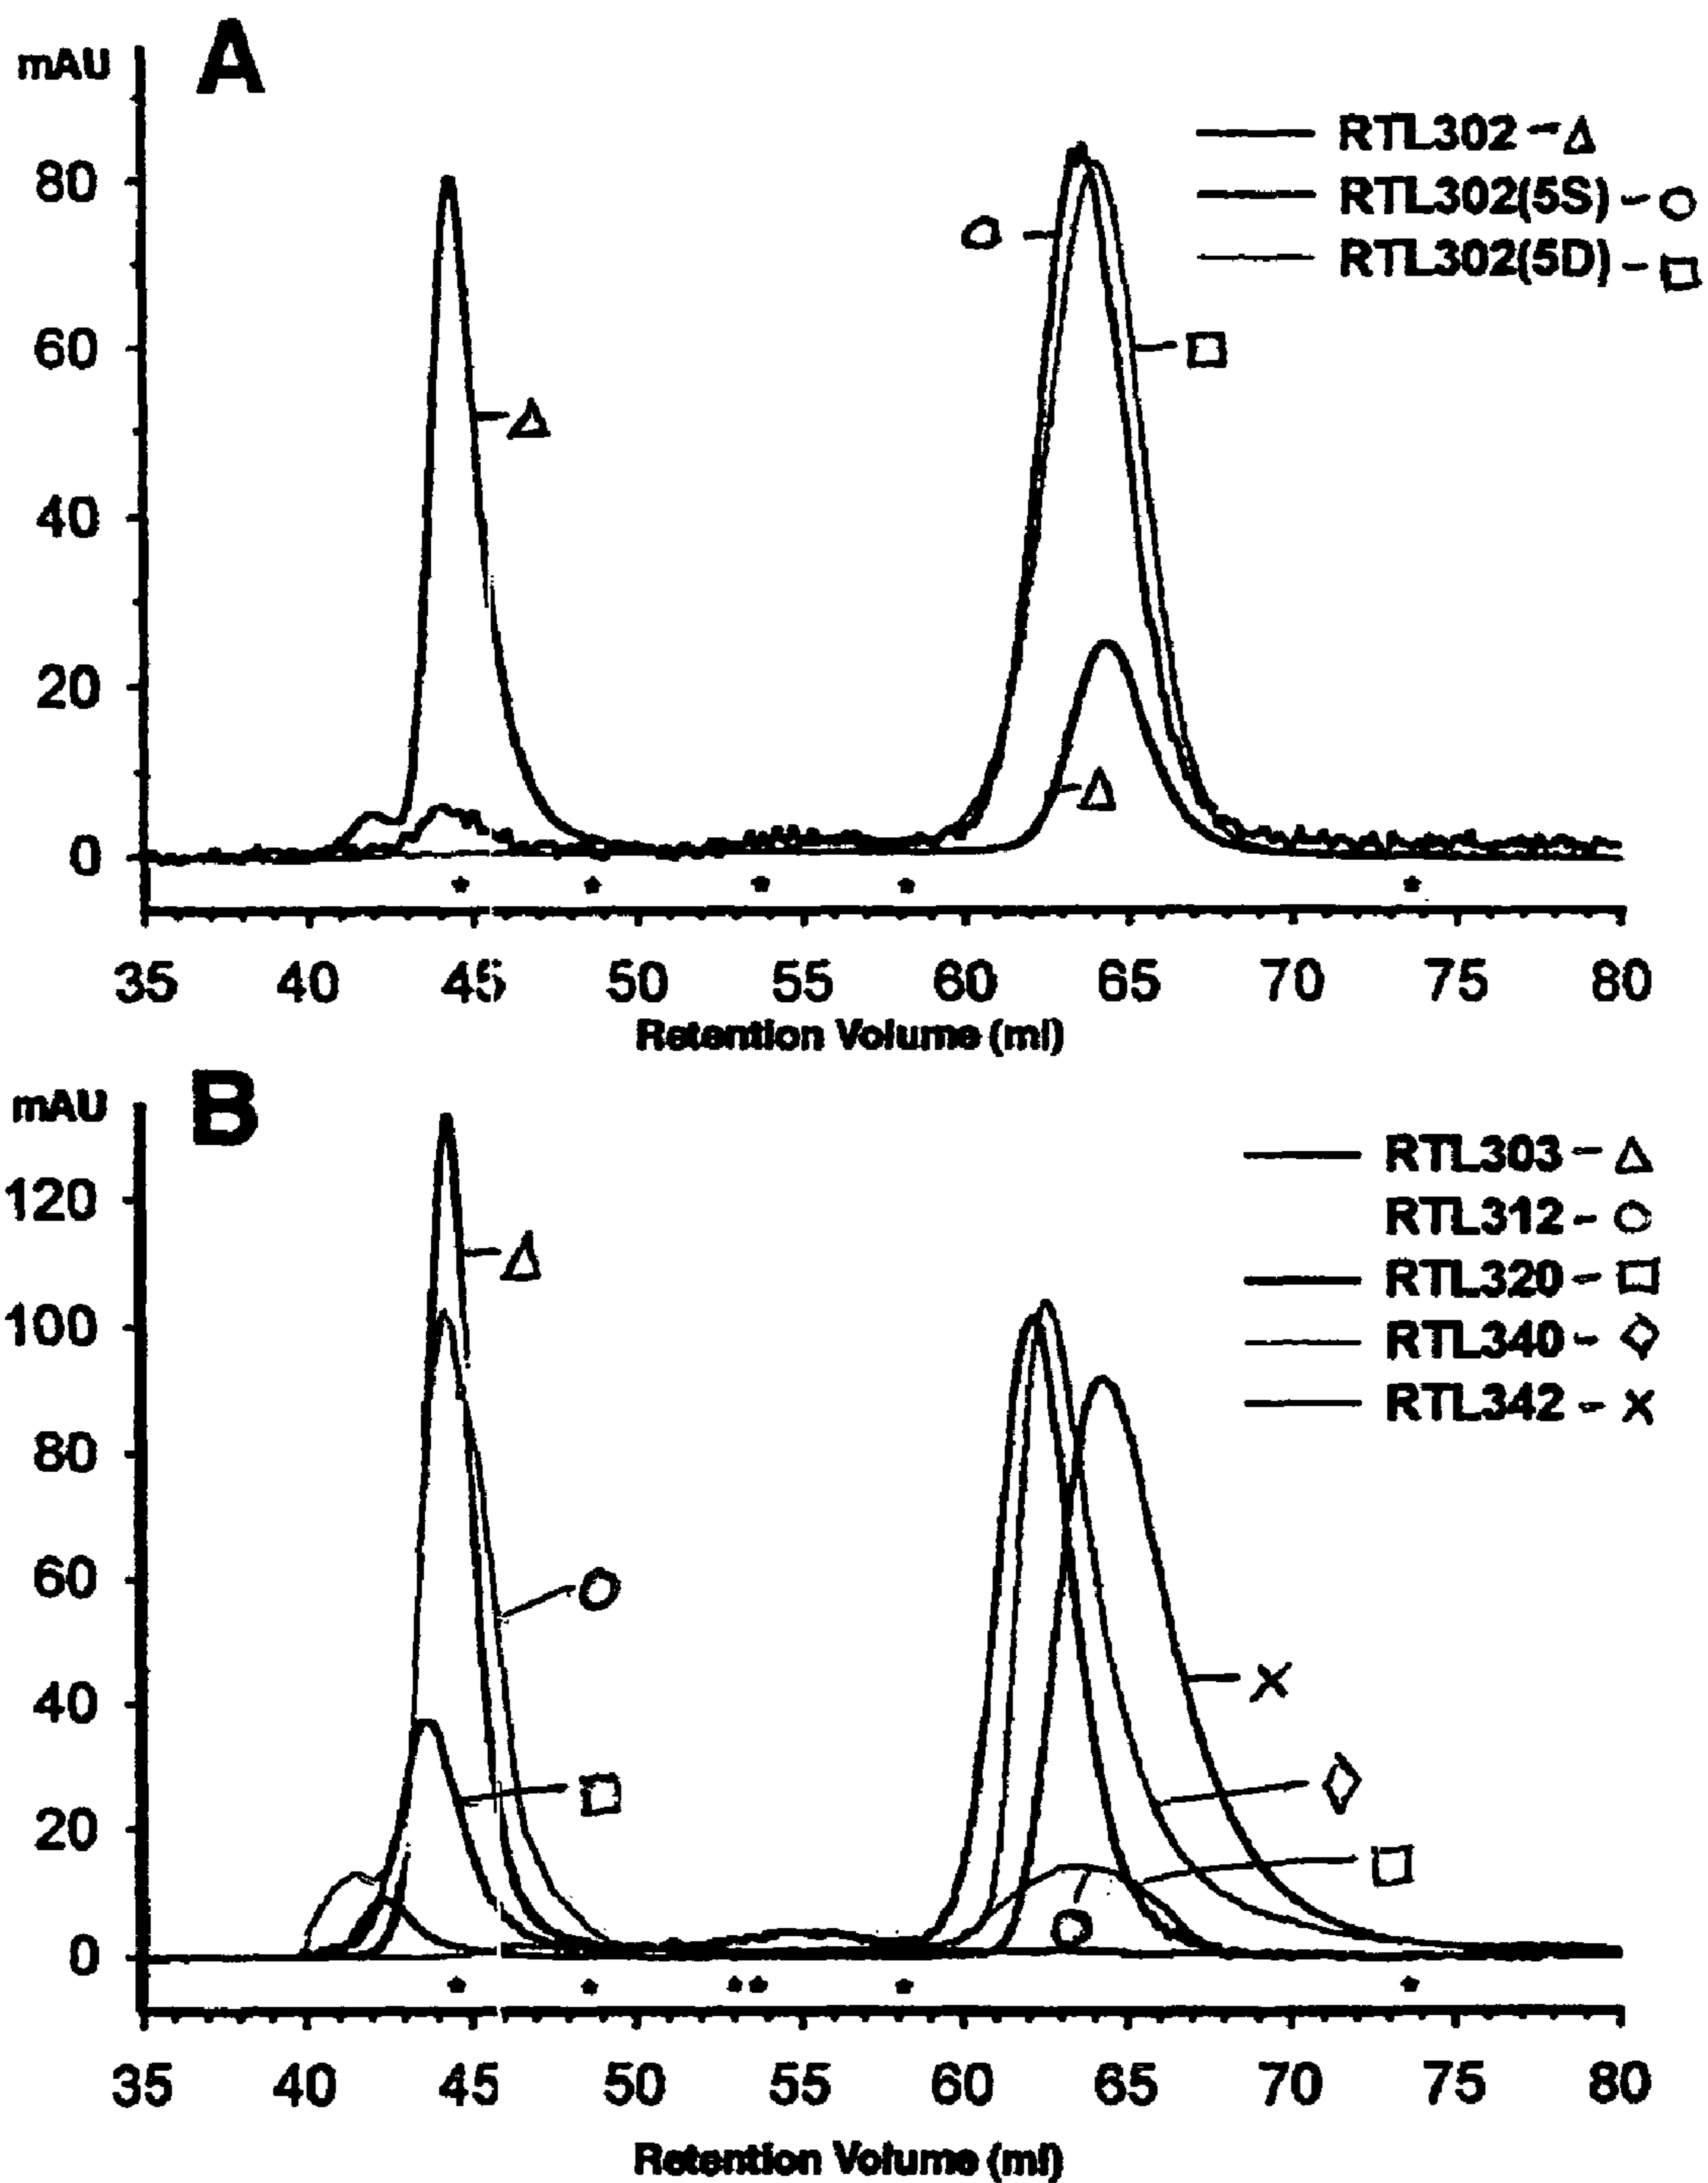 A
mAU
RTL302 - Δ
RTL302(5S) - ○
RTL302(5D) - □
80
60
40
20
0
○
□
Δ
Δ
* * * * *
35 40 45 50 55 60 65 70 75 80
Retention Volume (ml)
B
mAU
RTL303 - Δ
RTL312 - ○
RTL320 - □
RTL340 - ◇
RTL342 - X
120
100
80
60
40
20
0
Δ
○
□
X
◇
□
○
* * ** * *
35 40 45 50 55 60 65 70 75 80
Retention Volume (ml)